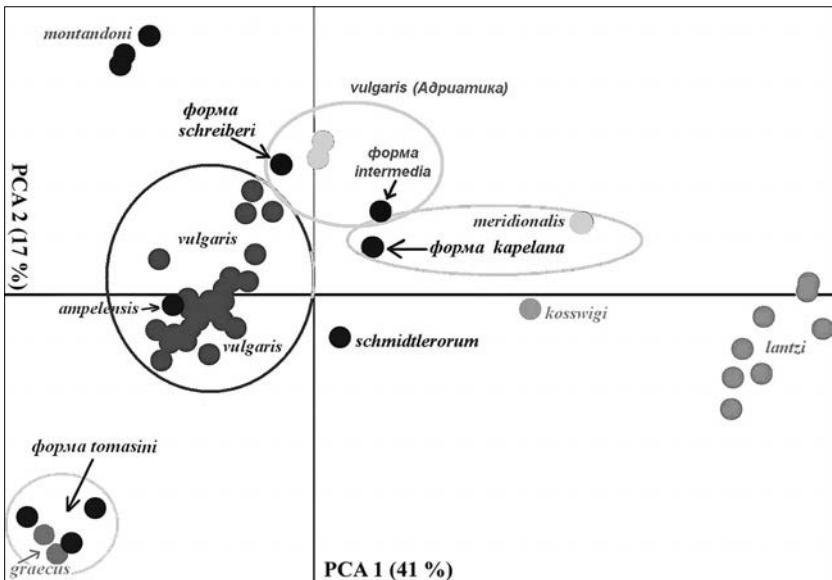 montandoni
vulgaris (Адриатика)
форма
schreiberi
форма
intermedia
PCA 2 (17 %)
vulgaris
meridionalis
форма kapelana
ampelensis
kosswigi
vulgaris
schmidtlerorum
lantzi
форма tomasini
graecus
PCA 1 (41 %)